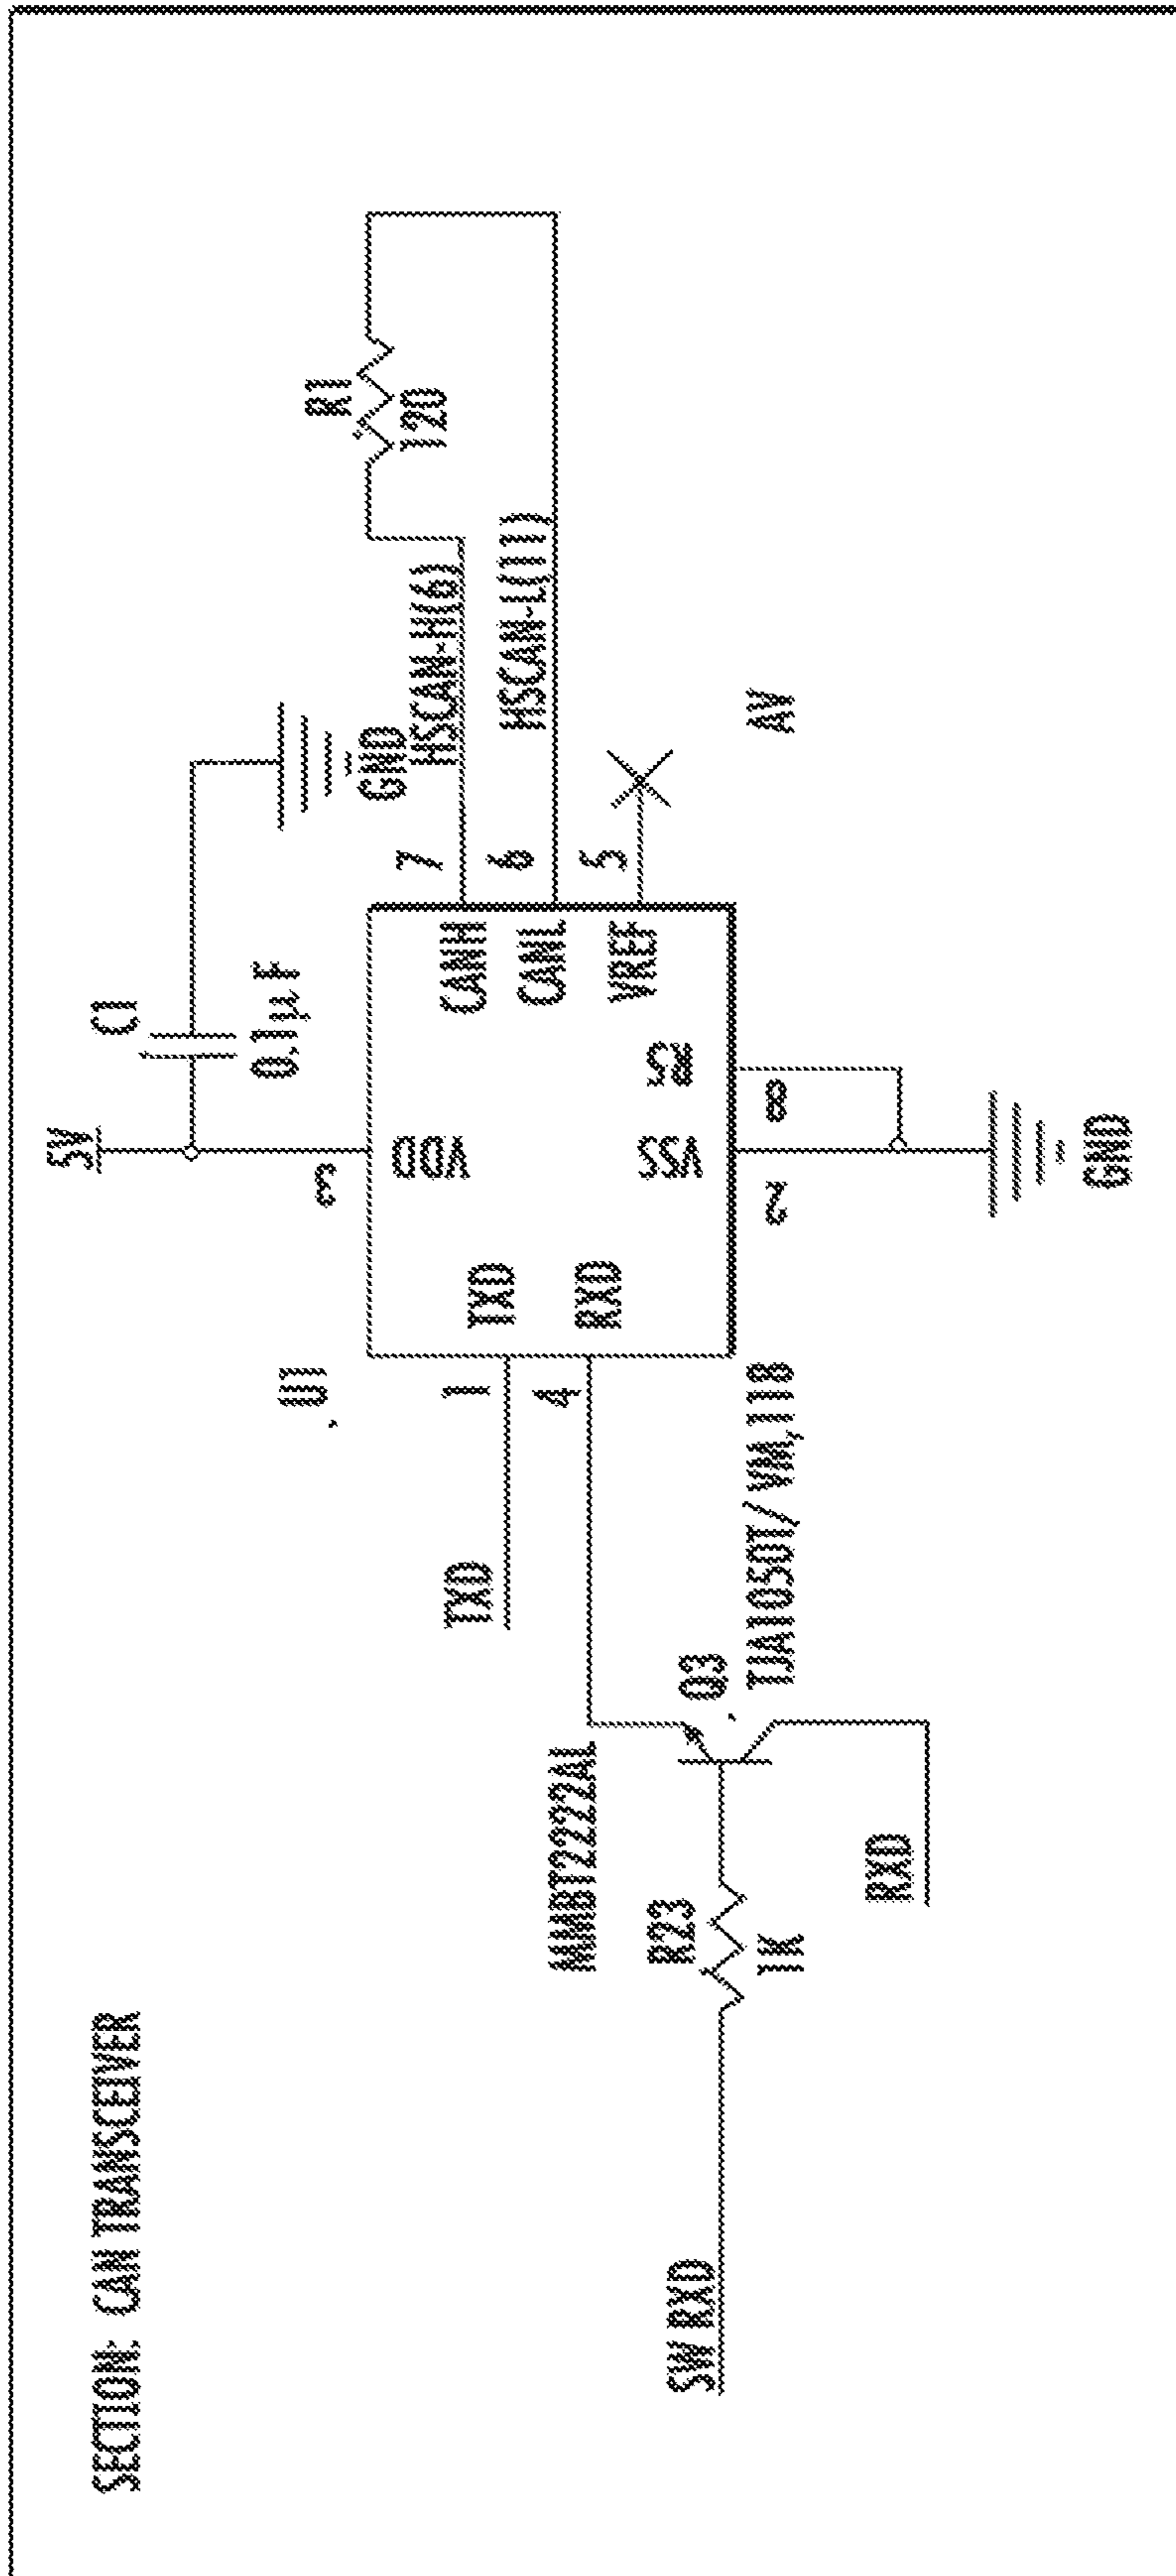 SECTION: CAN TRANSCEIVER
5V
C1
0.1µF
GND
U1
3
VDD
TXD
1
TXD
4
RXD
CANH
7
HSCAN-H(6)
R1
120
CANL
6
HSCAN-L(11)
VREF
5
RS
8
VSS
2
AV
GND
TJA1050T/ VM,118
MMBT2222AL
Q3
SW RXD
R23
1K
RXD